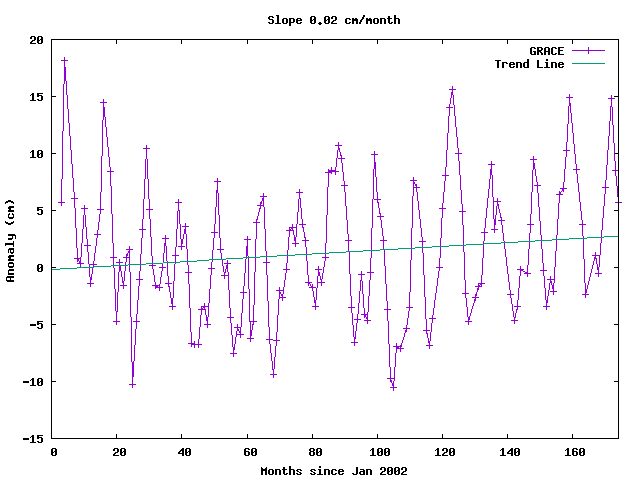 Slope 0.02 cm/month
GRACE
Trend Line
20
15
10
5
0
-5
-10
-15
Anomaly (cm)
0 20 40 60 80 100 120 140 160
Months since Jan 2002